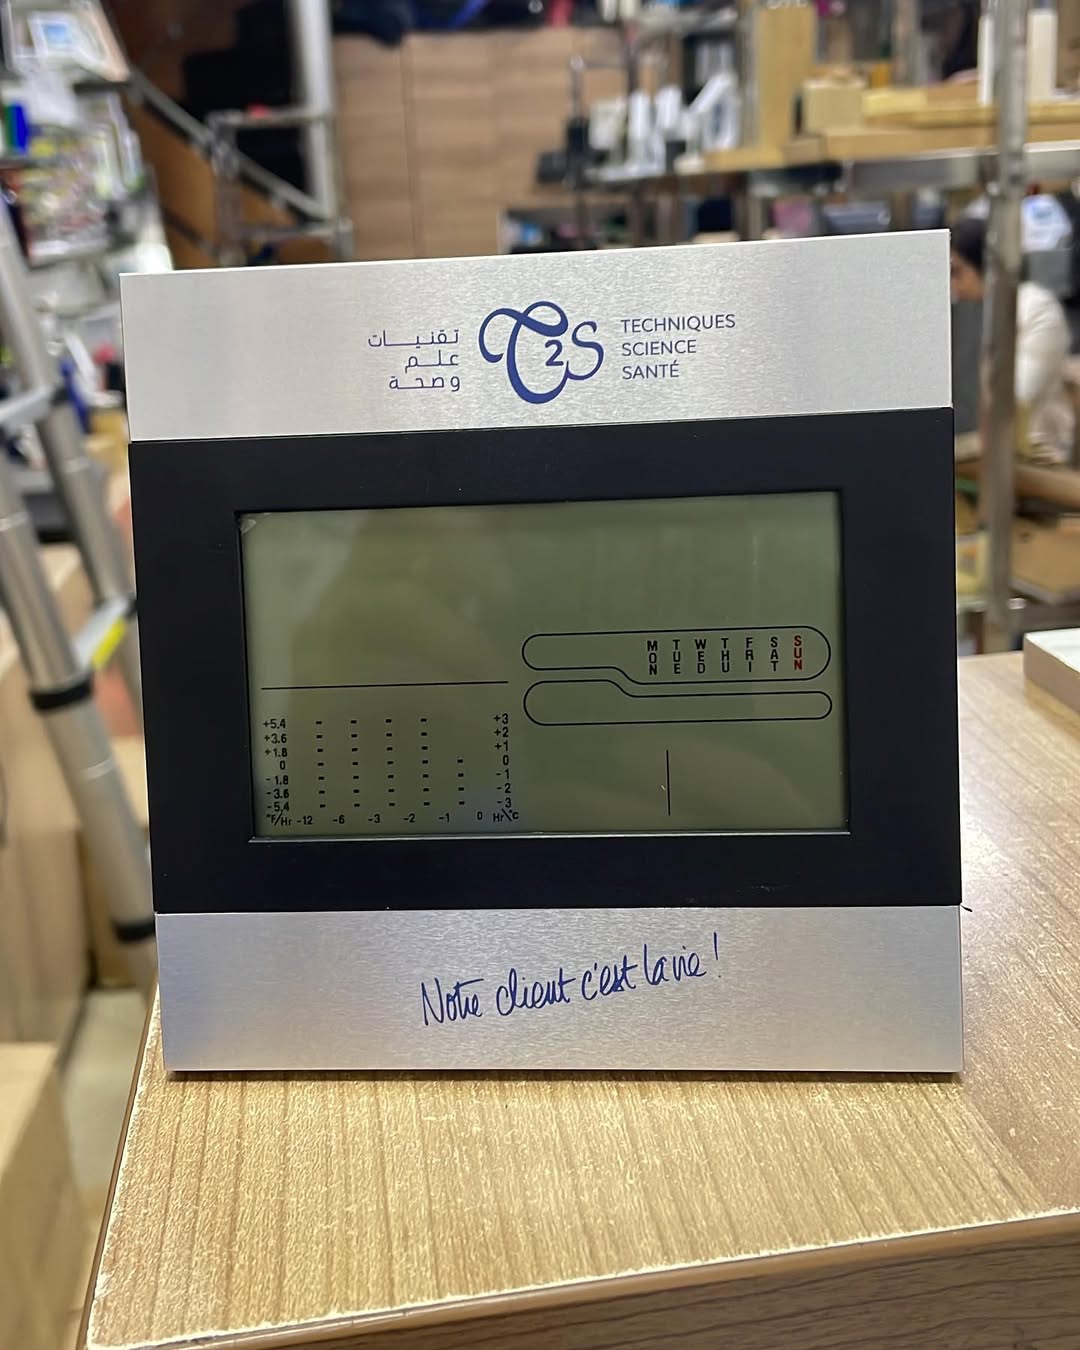 تقنيات
علم
وصحة
T2S
TECHNIQUES
SCIENCE
SANTÉ
MON TUE WED THU FRI SAT SUN
+5.4 +3
+3.6 +2
+1.8 +1
0 0
-1.8 -1
-3.6 -2
-5.4 -3
°F/Hr -12 -6 -3 -2 -1 0 Hr\°C
Notre client c'est la vie !